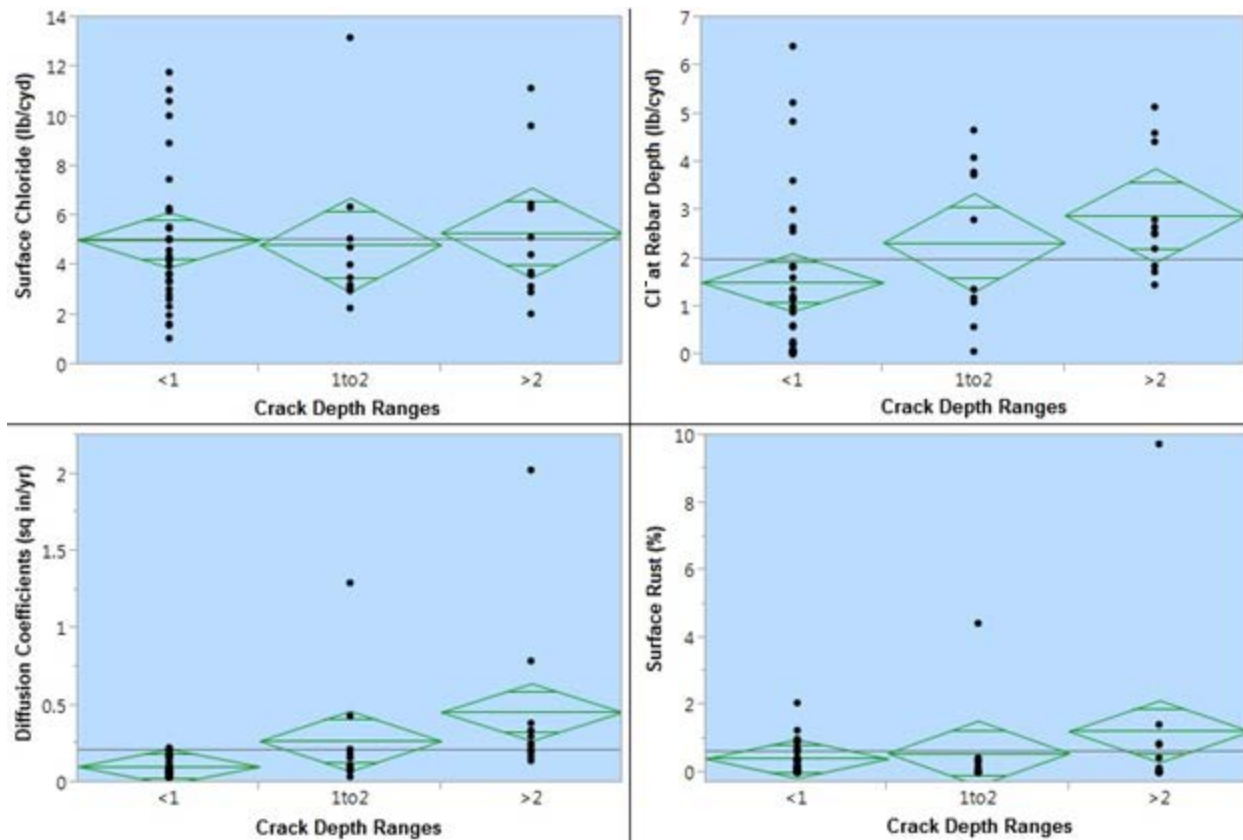 Surface Chloride (lb/cyd)
14
12
10
8
6
4
2
0
<1
1to2
>2
Crack Depth Ranges
Cl⁻ at Rebar Depth (lb/cyd)
7
6
5
4
3
2
1
0
<1
1to2
>2
Crack Depth Ranges
Diffusion Coefficients (sq in/yr)
2
1.5
1
0.5
0
<1
1to2
>2
Crack Depth Ranges
Surface Rust (%)
10
8
6
4
2
0
<1
1to2
>2
Crack Depth Ranges